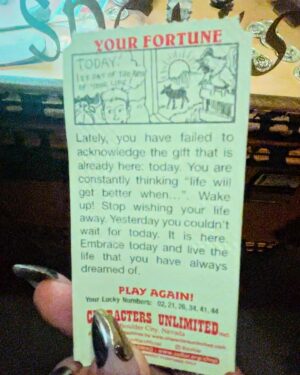 YOUR FORTUNE
TODAY!
Lately, you have failed to
acknowledge the gift that is
already here: today. You are
constantly thinking "life will
get better when...". Wake
up! Stop wishing your life
away. Yesterday you couldn't
wait for today. It is here.
Embrace today and live the
life that you have always
dreamed of.
PLAY AGAIN!
Your Lucky Numbers: 02, 21, 26, 34, 41, 44
CHARACTERS UNLIMITED
Boulder City, Nevada